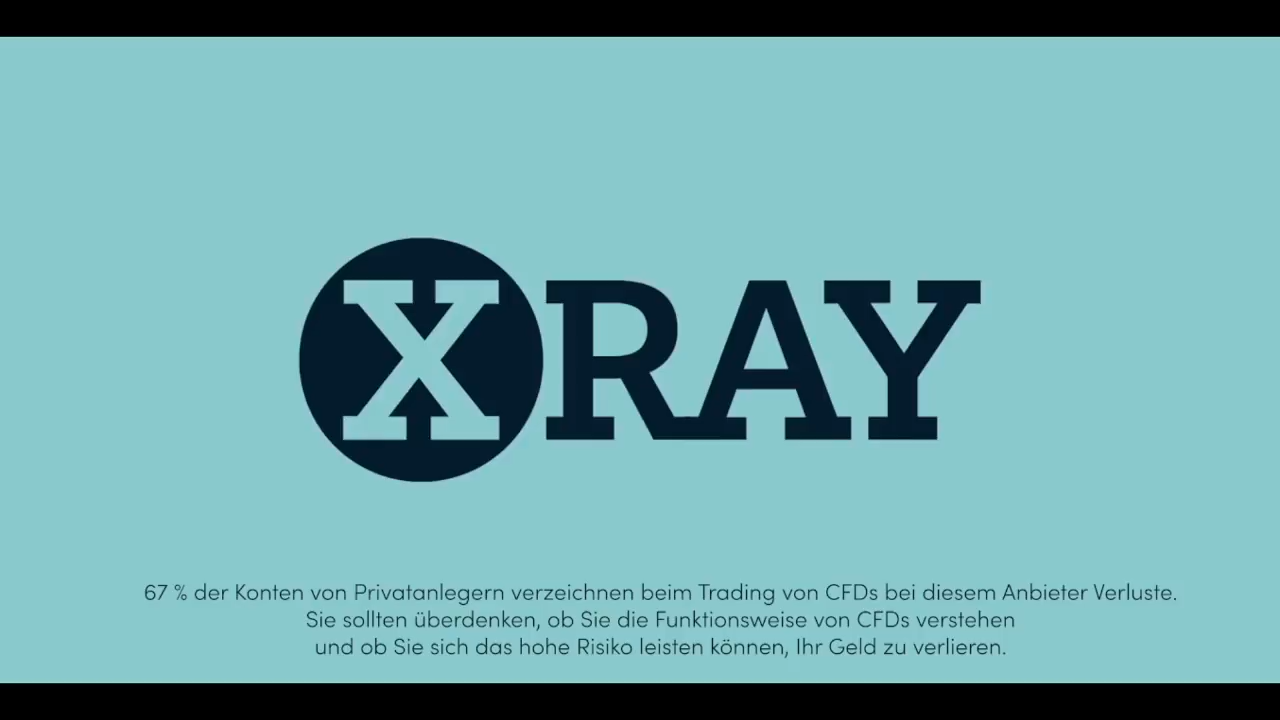 XRAY
67 % der Konten von Privatanlegern verzeichnen beim Trading von CFDs bei diesem Anbieter Verluste.
Sie sollten überdenken, ob Sie die Funktionsweise von CFDs verstehen
und ob Sie sich das hohe Risiko leisten können, Ihr Geld zu verlieren.